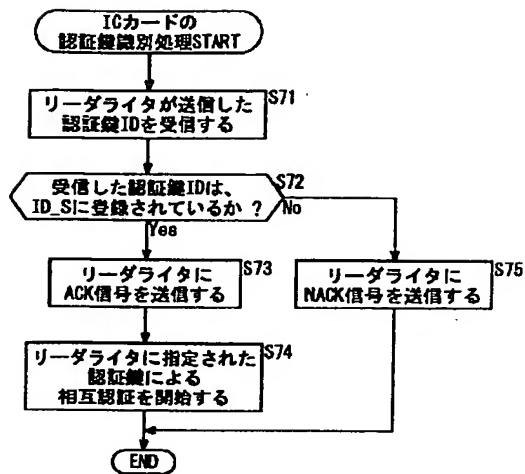 ICカードの
認証鍵識別処理START
S71
リーダライタが送信した
認証鍵IDを受信する
S72
受信した認証鍵IDは、
ID_Sに登録されているか ?
No
Yes
S73
リーダライタに
ACK信号を送信する
S75
リーダライタに
NACK信号を送信する
S74
リーダライタに指定された
認証鍵による
相互認証を開始する
END